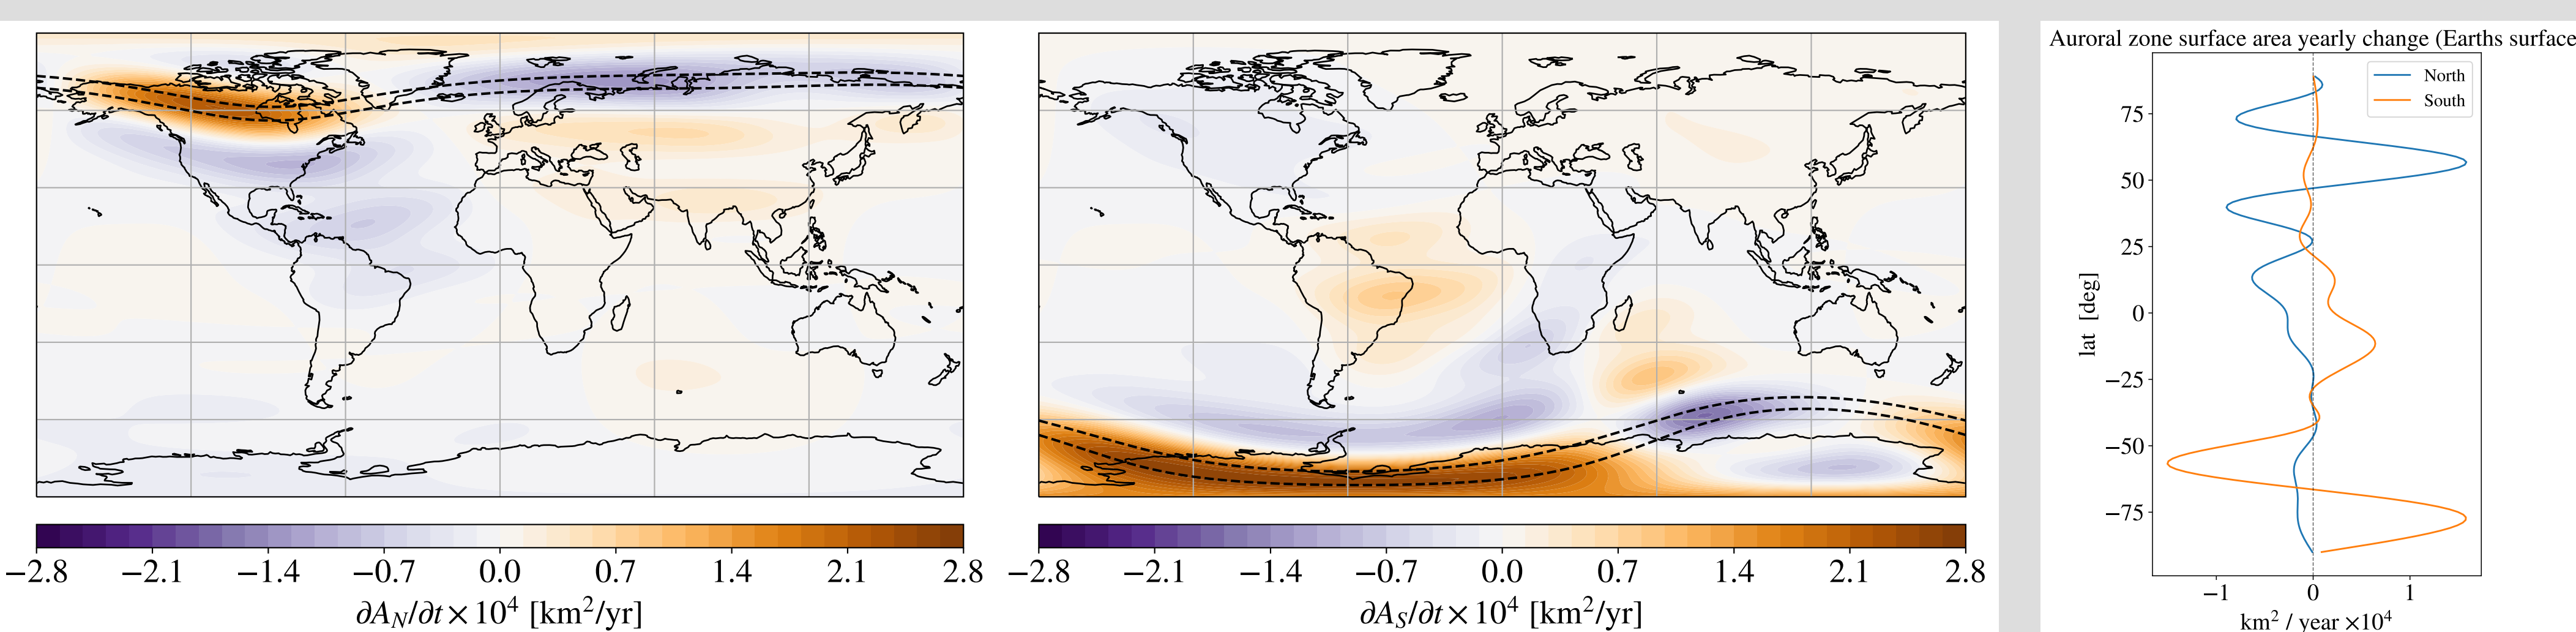 −2.8 −2.1 −1.4 −0.7 0.0 0.7 1.4 2.1 2.8
∂A_N/∂t × 10⁴ [km²/yr]
−2.8 −2.1 −1.4 −0.7 0.0 0.7 1.4 2.1 2.8
∂A_S/∂t × 10⁴ [km²/yr]
Auroral zone surface area yearly change (Earths surface
North
South
75
50
25
0
−25
−50
−75
lat [deg]
−1 0 1
km² / year ×10⁴